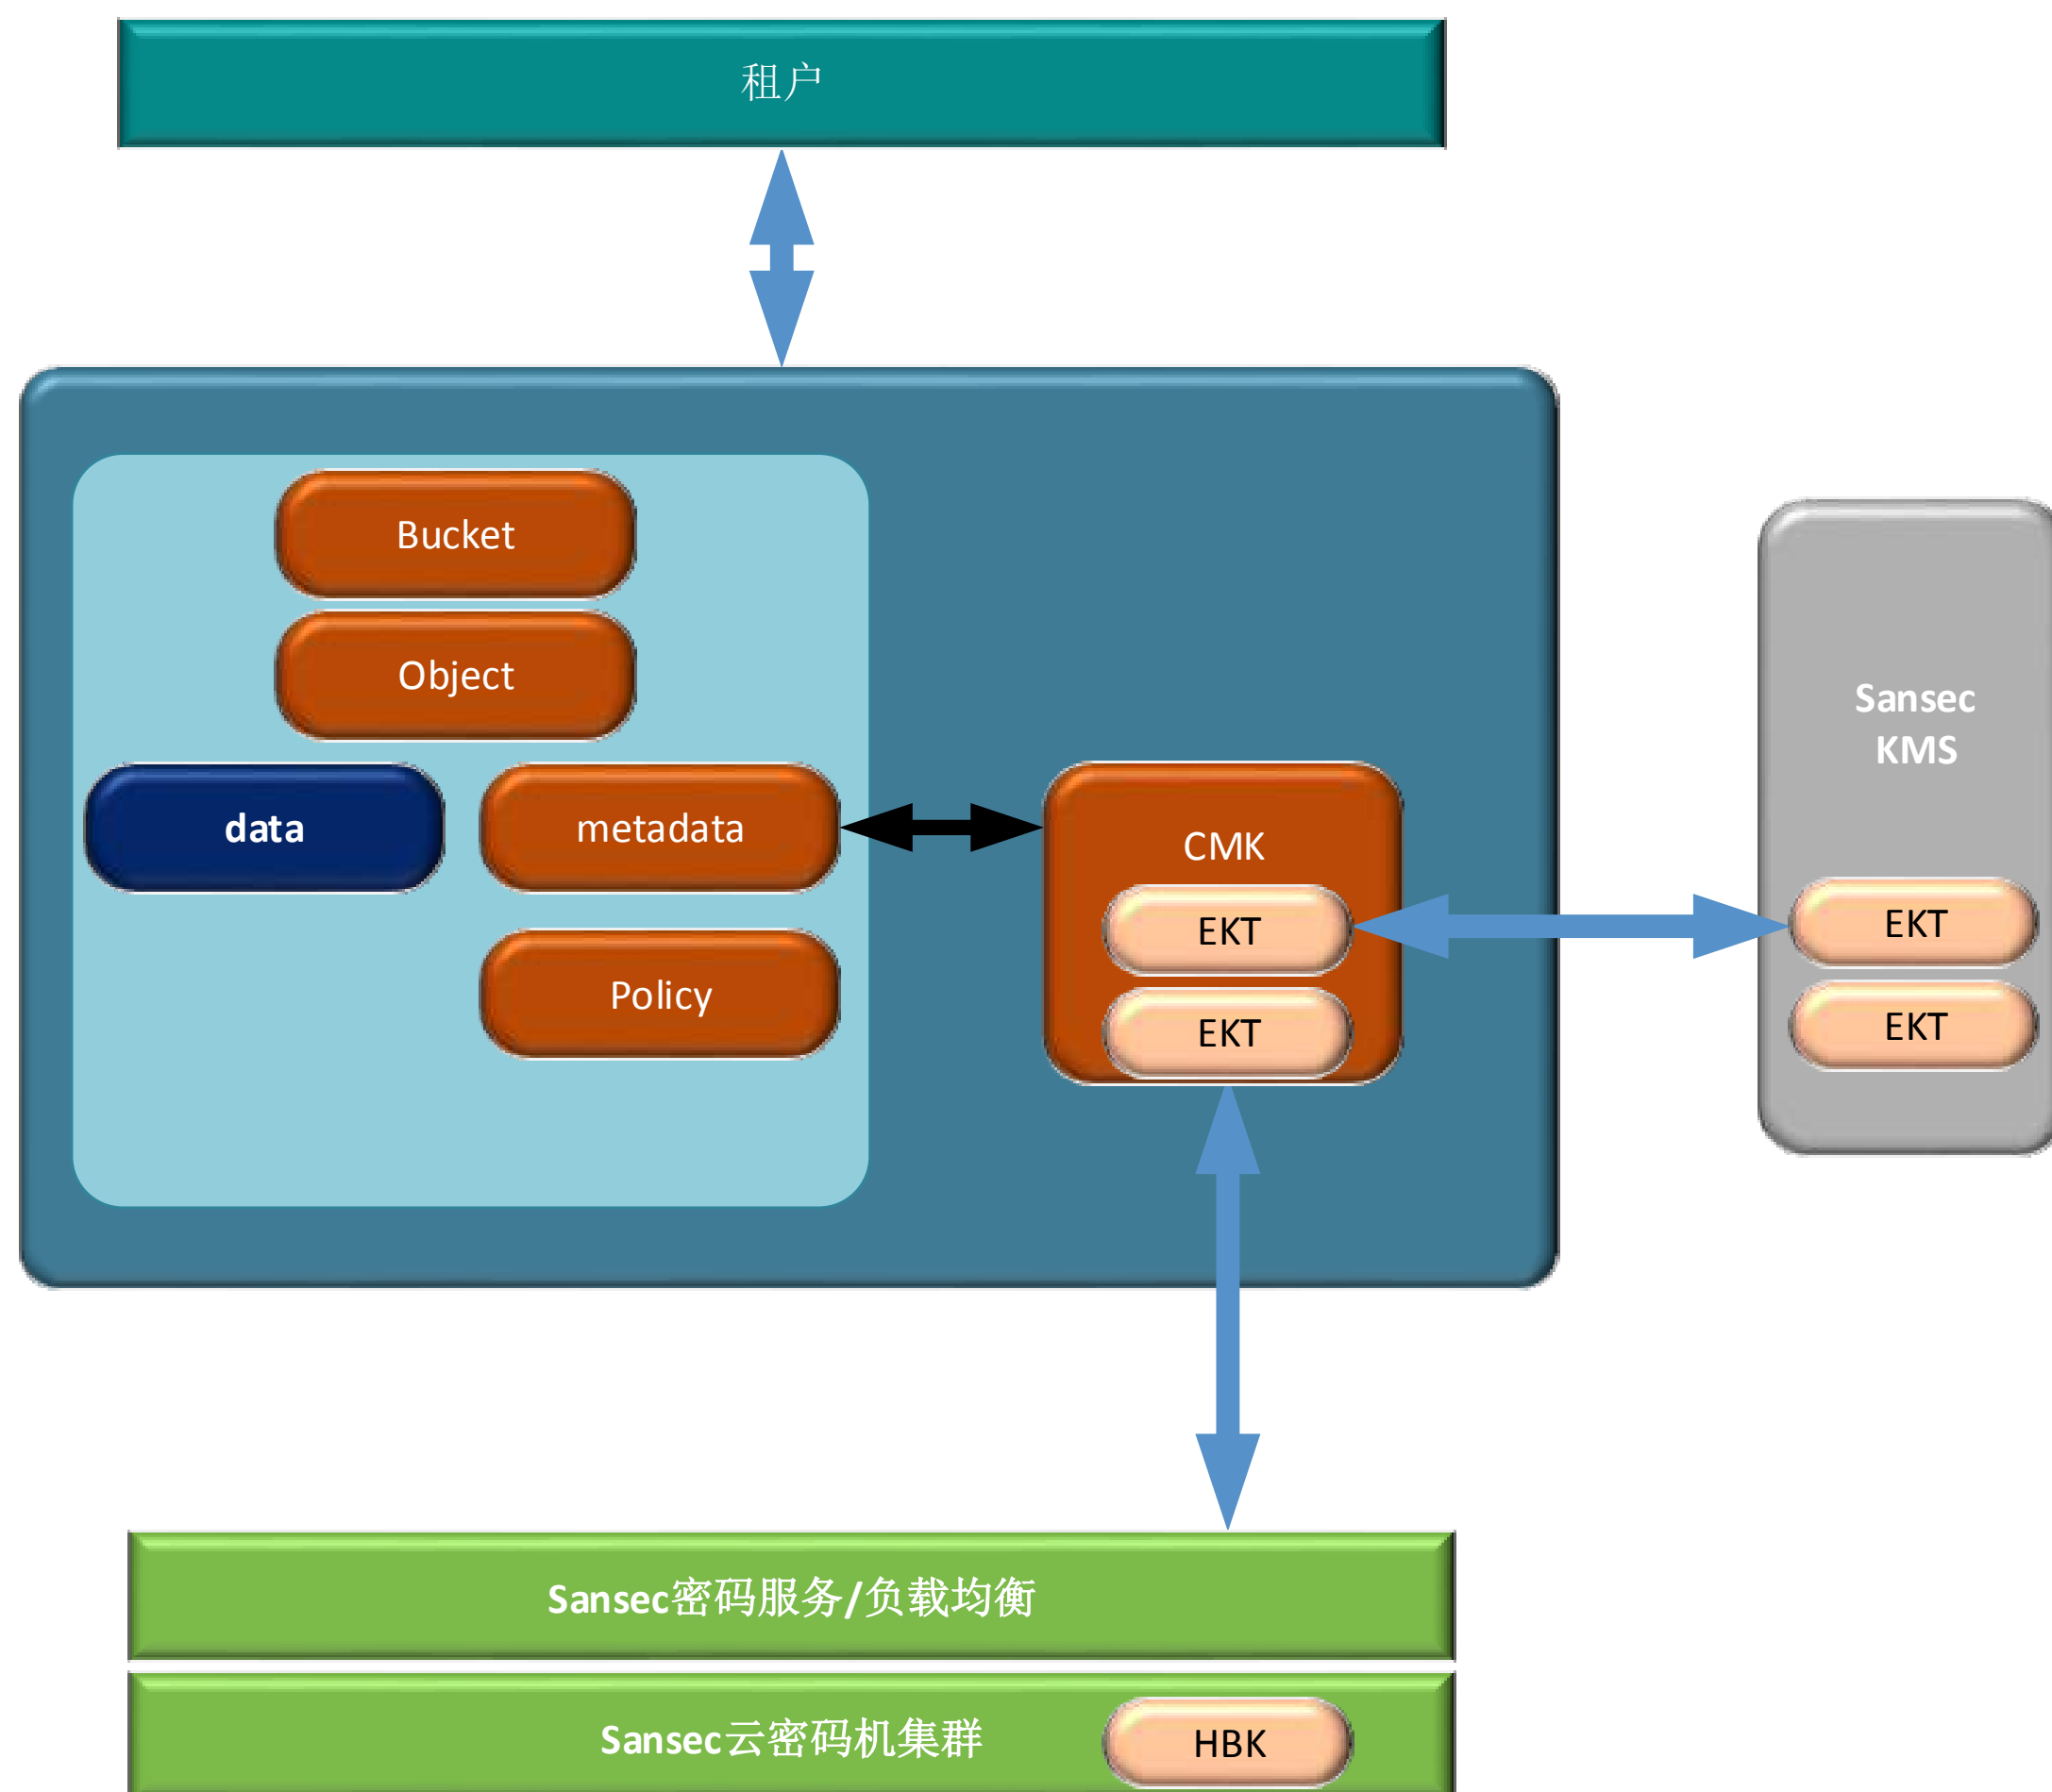 租户
Bucket
Object
data
metadata
Policy
CMK
EKT
EKT
Sansec
KMS
EKT
EKT
Sansec密码服务/负载均衡
Sansec云密码机集群
HBK